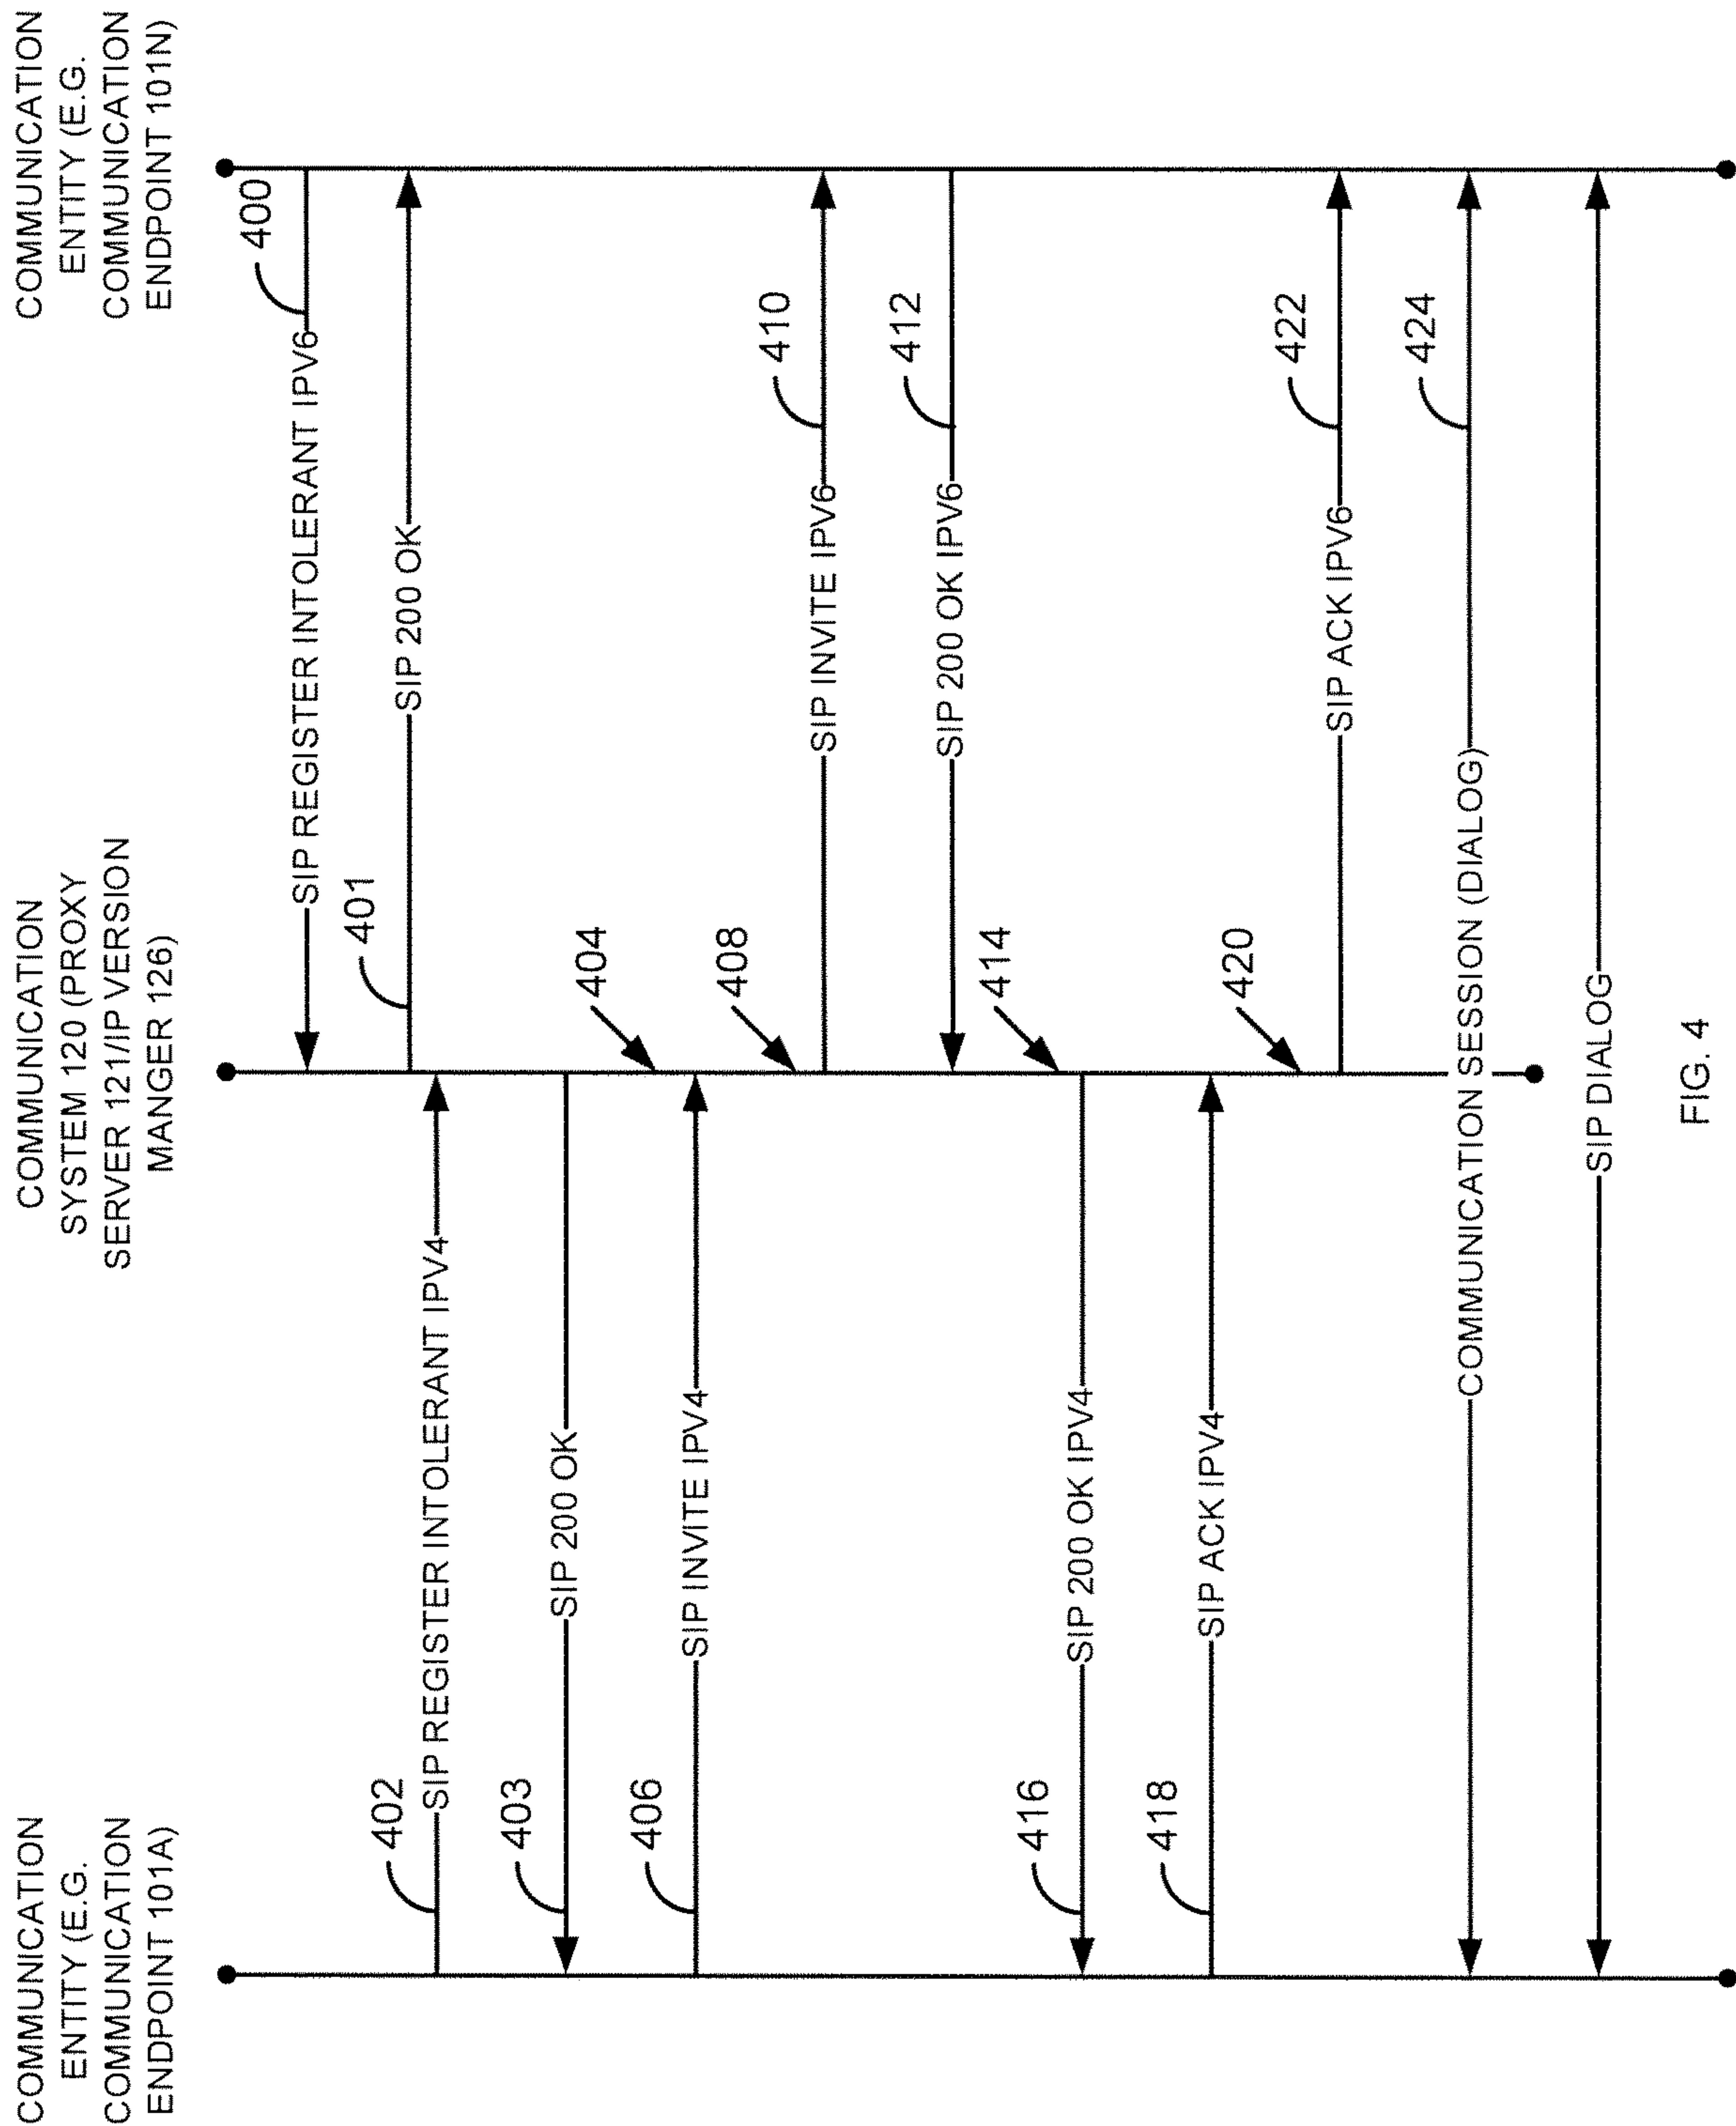 COMMUNICATION
ENTITY (E.G.
COMMUNICATION
ENDPOINT 101A)
COMMUNICATION
SYSTEM 120 (PROXY
SERVER 121/IP VERSION
MANGER 126)
COMMUNICATION
ENTITY (E.G.
COMMUNICATION
ENDPOINT 101N)
400
SIP REGISTER INTOLERANT IPV6
401
SIP 200 OK
402
SIP REGISTER INTOLERANT IPV4
403
SIP 200 OK
404
406
SIP INVITE IPV4
408
410
SIP INVITE IPV6
412
SIP 200 OK IPV6
414
416
SIP 200 OK IPV4
418
SIP ACK IPV4
420
422
SIP ACK IPV6
424
COMMUNICATION SESSION (DIALOG)
SIP DIALOG
FIG. 4